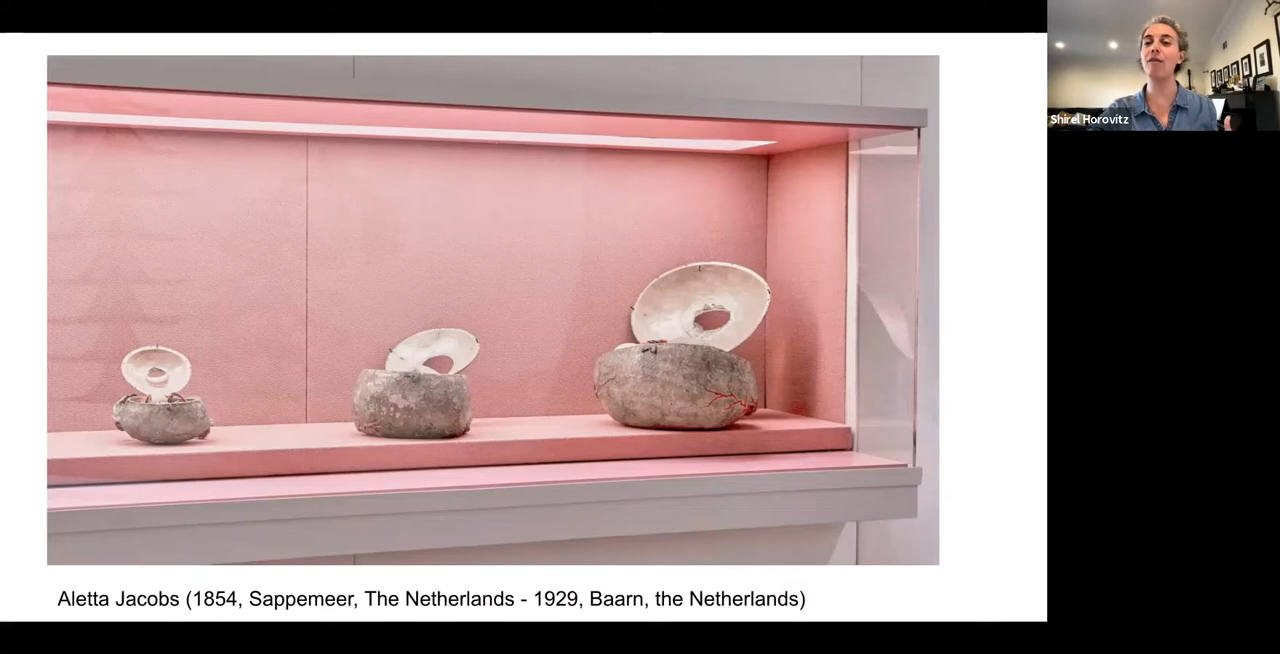 Shirel Horovitz
Aletta Jacobs (1854, Sappemeer, The Netherlands - 1929, Baarn, the Netherlands)